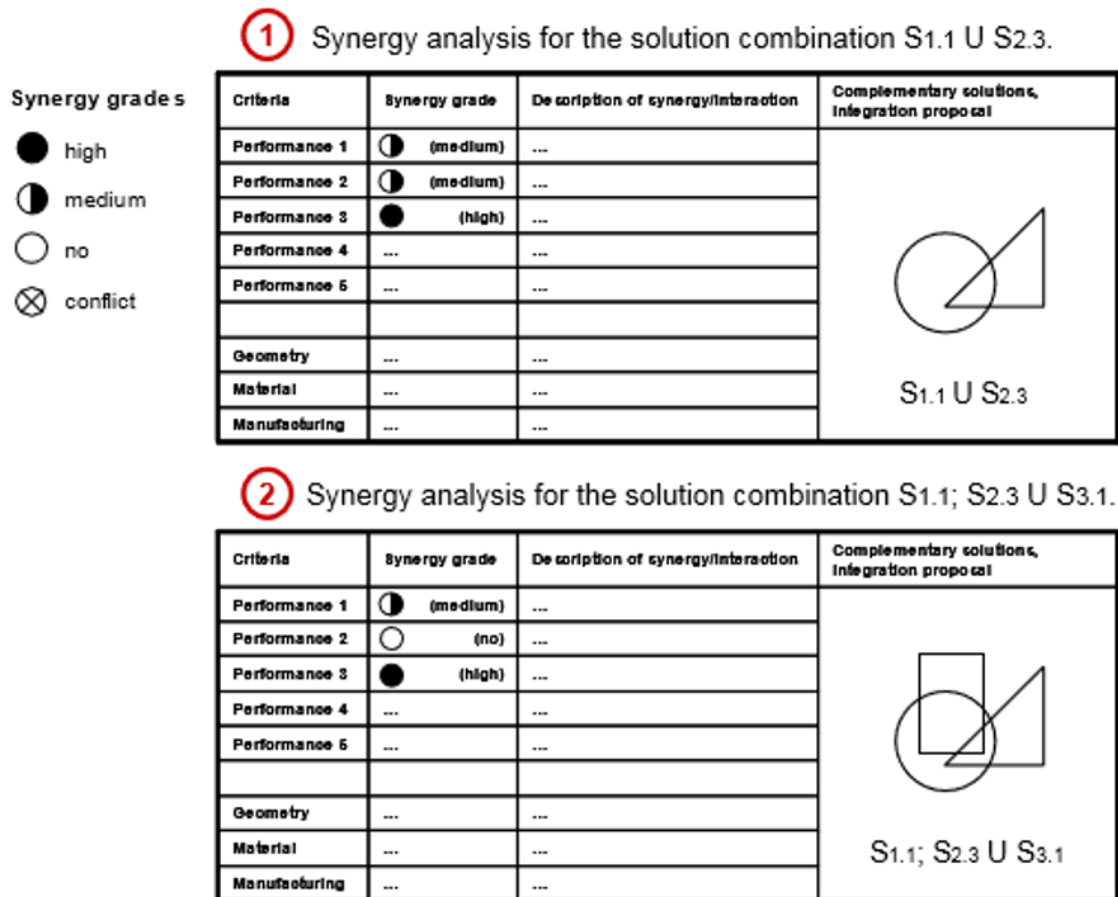 1 Synergy analysis for the solution combination S1.1 U S2.3.
Synergy grades
high
medium
no
conflict
Criteria Synergy grade Description of synergy/interaction Complementary solutions,
Integration proposal
Performance 1 (medium) ...
Performance 2 (medium) ...
Performance 3 (high) ...
Performance 4 ... ...
Performance 5 ... ...
Geometry ... ...
Material ... ...
Manufacturing ... ...
S1.1 U S2.3
2 Synergy analysis for the solution combination S1.1; S2.3 U S3.1.
Criteria Synergy grade Description of synergy/interaction Complementary solutions,
Integration proposal
Performance 1 (medium) ...
Performance 2 (no) ...
Performance 3 (high) ...
Performance 4 ... ...
Performance 5 ... ...
Geometry ... ...
Material ... ...
Manufacturing ... ...
S1.1; S2.3 U S3.1